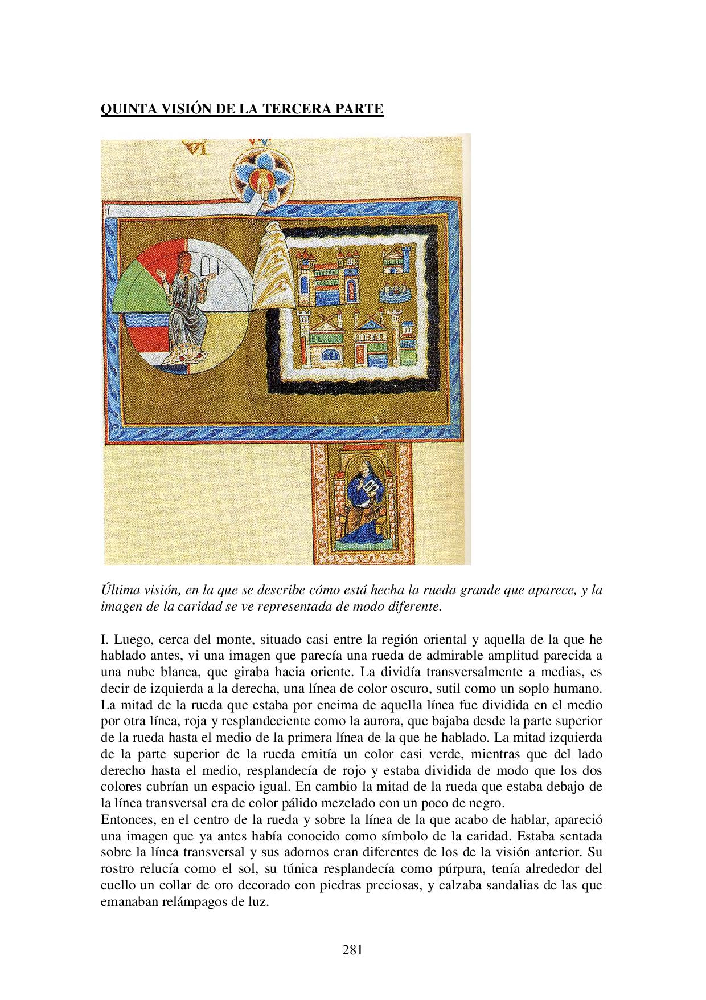 QUINTA VISIÓN DE LA TERCERA PARTE
VI
Última visión, en la que se describe cómo está hecha la rueda grande que aparece, y la
imagen de la caridad se ve representada de modo diferente.
I. Luego, cerca del monte, situado casi entre la región oriental y aquella de la que he
hablado antes, vi una imagen que parecía una rueda de admirable amplitud parecida a
una nube blanca, que giraba hacia oriente. La dividía transversalmente a medias, es
decir de izquierda a la derecha, una línea de color oscuro, sutil como un soplo humano.
La mitad de la rueda que estaba por encima de aquella línea fue dividida en el medio
por otra línea, roja y resplandeciente como la aurora, que bajaba desde la parte superior
de la rueda hasta el medio de la primera línea de la que he hablado. La mitad izquierda
de la parte superior de la rueda emitía un color casi verde, mientras que del lado
derecho hasta el medio, resplandecía de rojo y estaba dividida de modo que los dos
colores cubrían un espacio igual. En cambio la mitad de la rueda que estaba debajo de
la línea transversal era de color pálido mezclado con un poco de negro.
Entonces, en el centro de la rueda y sobre la línea de la que acabo de hablar, apareció
una imagen que ya antes había conocido como símbolo de la caridad. Estaba sentada
sobre la línea transversal y sus adornos eran diferentes de los de la visión anterior. Su
rostro relucía como el sol, su túnica resplandecía como púrpura, tenía alrededor del
cuello un collar de oro decorado con piedras preciosas, y calzaba sandalias de las que
emanaban relámpagos de luz.
281